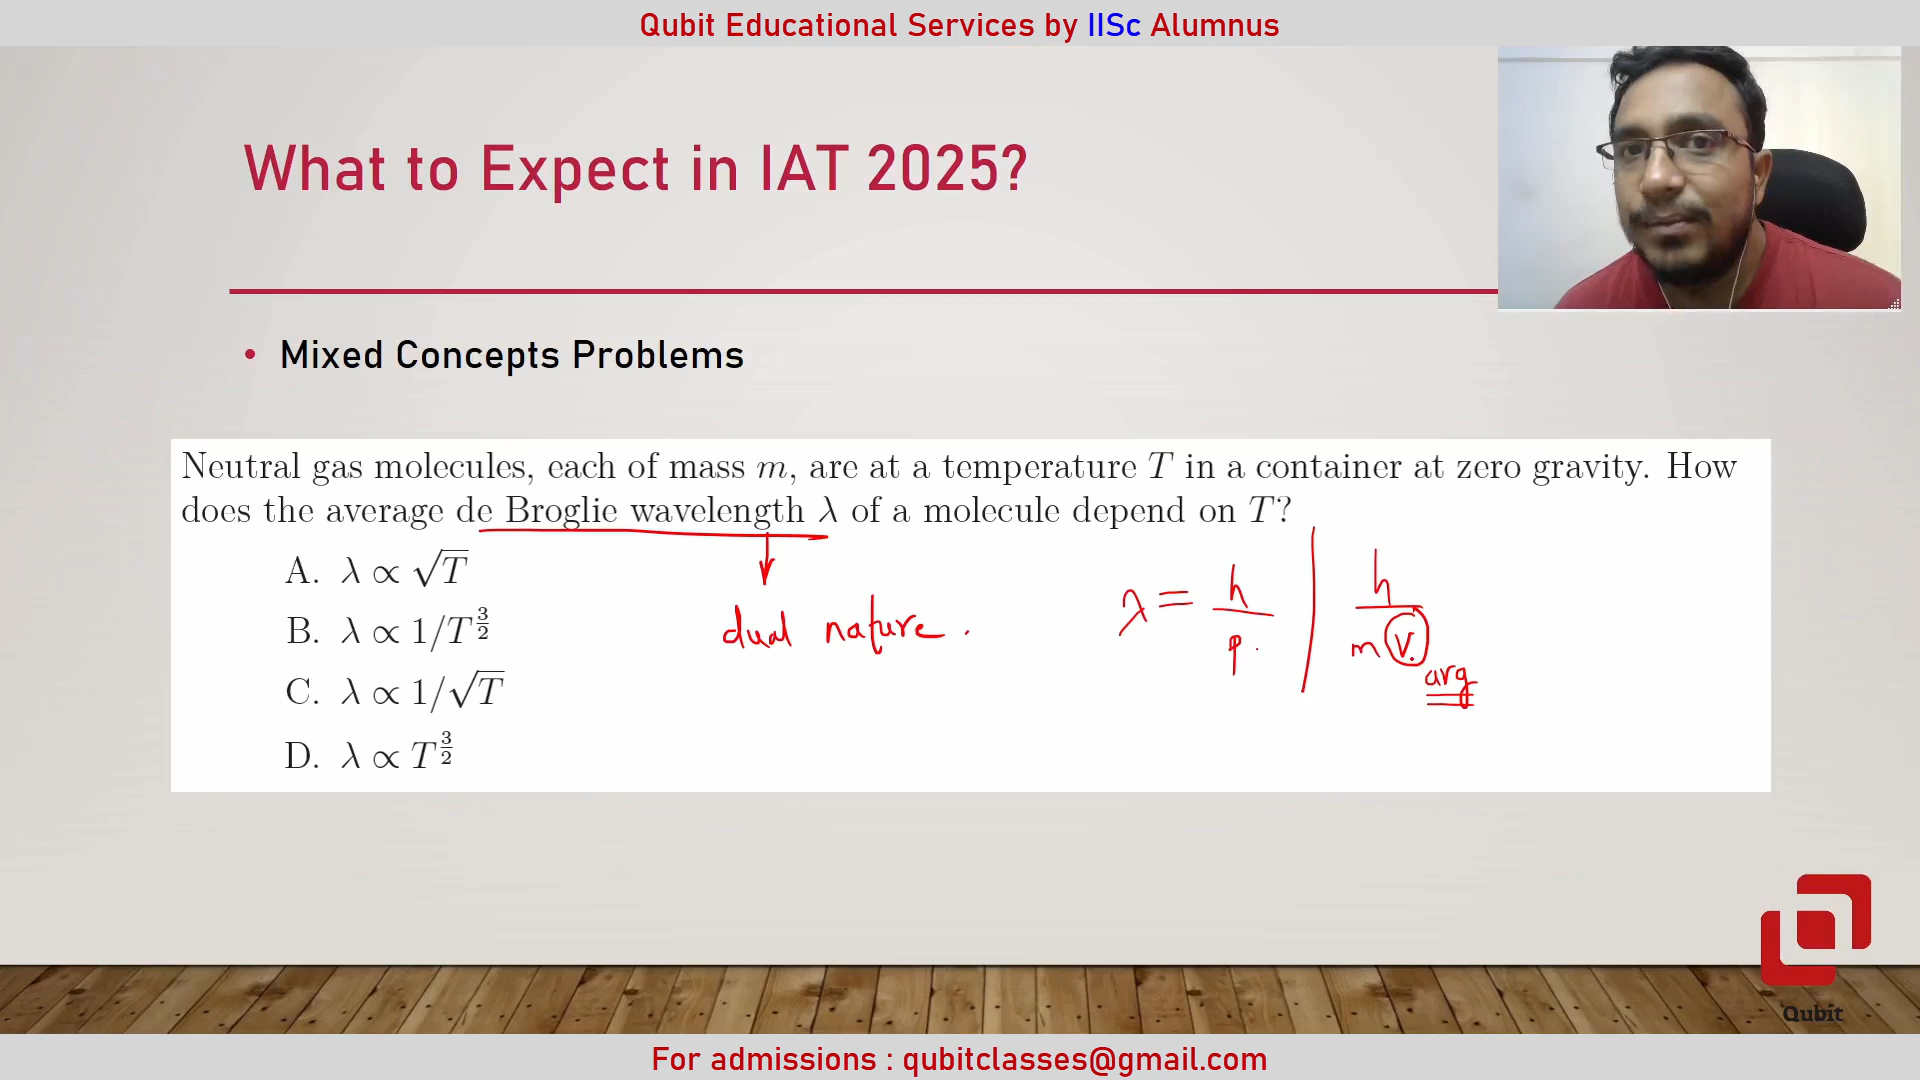 Qubit Educational Services by IISc Alumnus
What to Expect in IAT 2025?
• Mixed Concepts Problems
Neutral gas molecules, each of mass m, are at a temperature T in a container at zero gravity. How
does the average de Broglie wavelength λ of a molecule depend on T?
A. λ ∝ √T
B. λ ∝ 1/T^{3/2}
C. λ ∝ 1/√T
D. λ ∝ T^{3/2}
dual nature.
λ = h/p. | h/(m v.) avg
Qubit
For admissions : qubitclasses@gmail.com